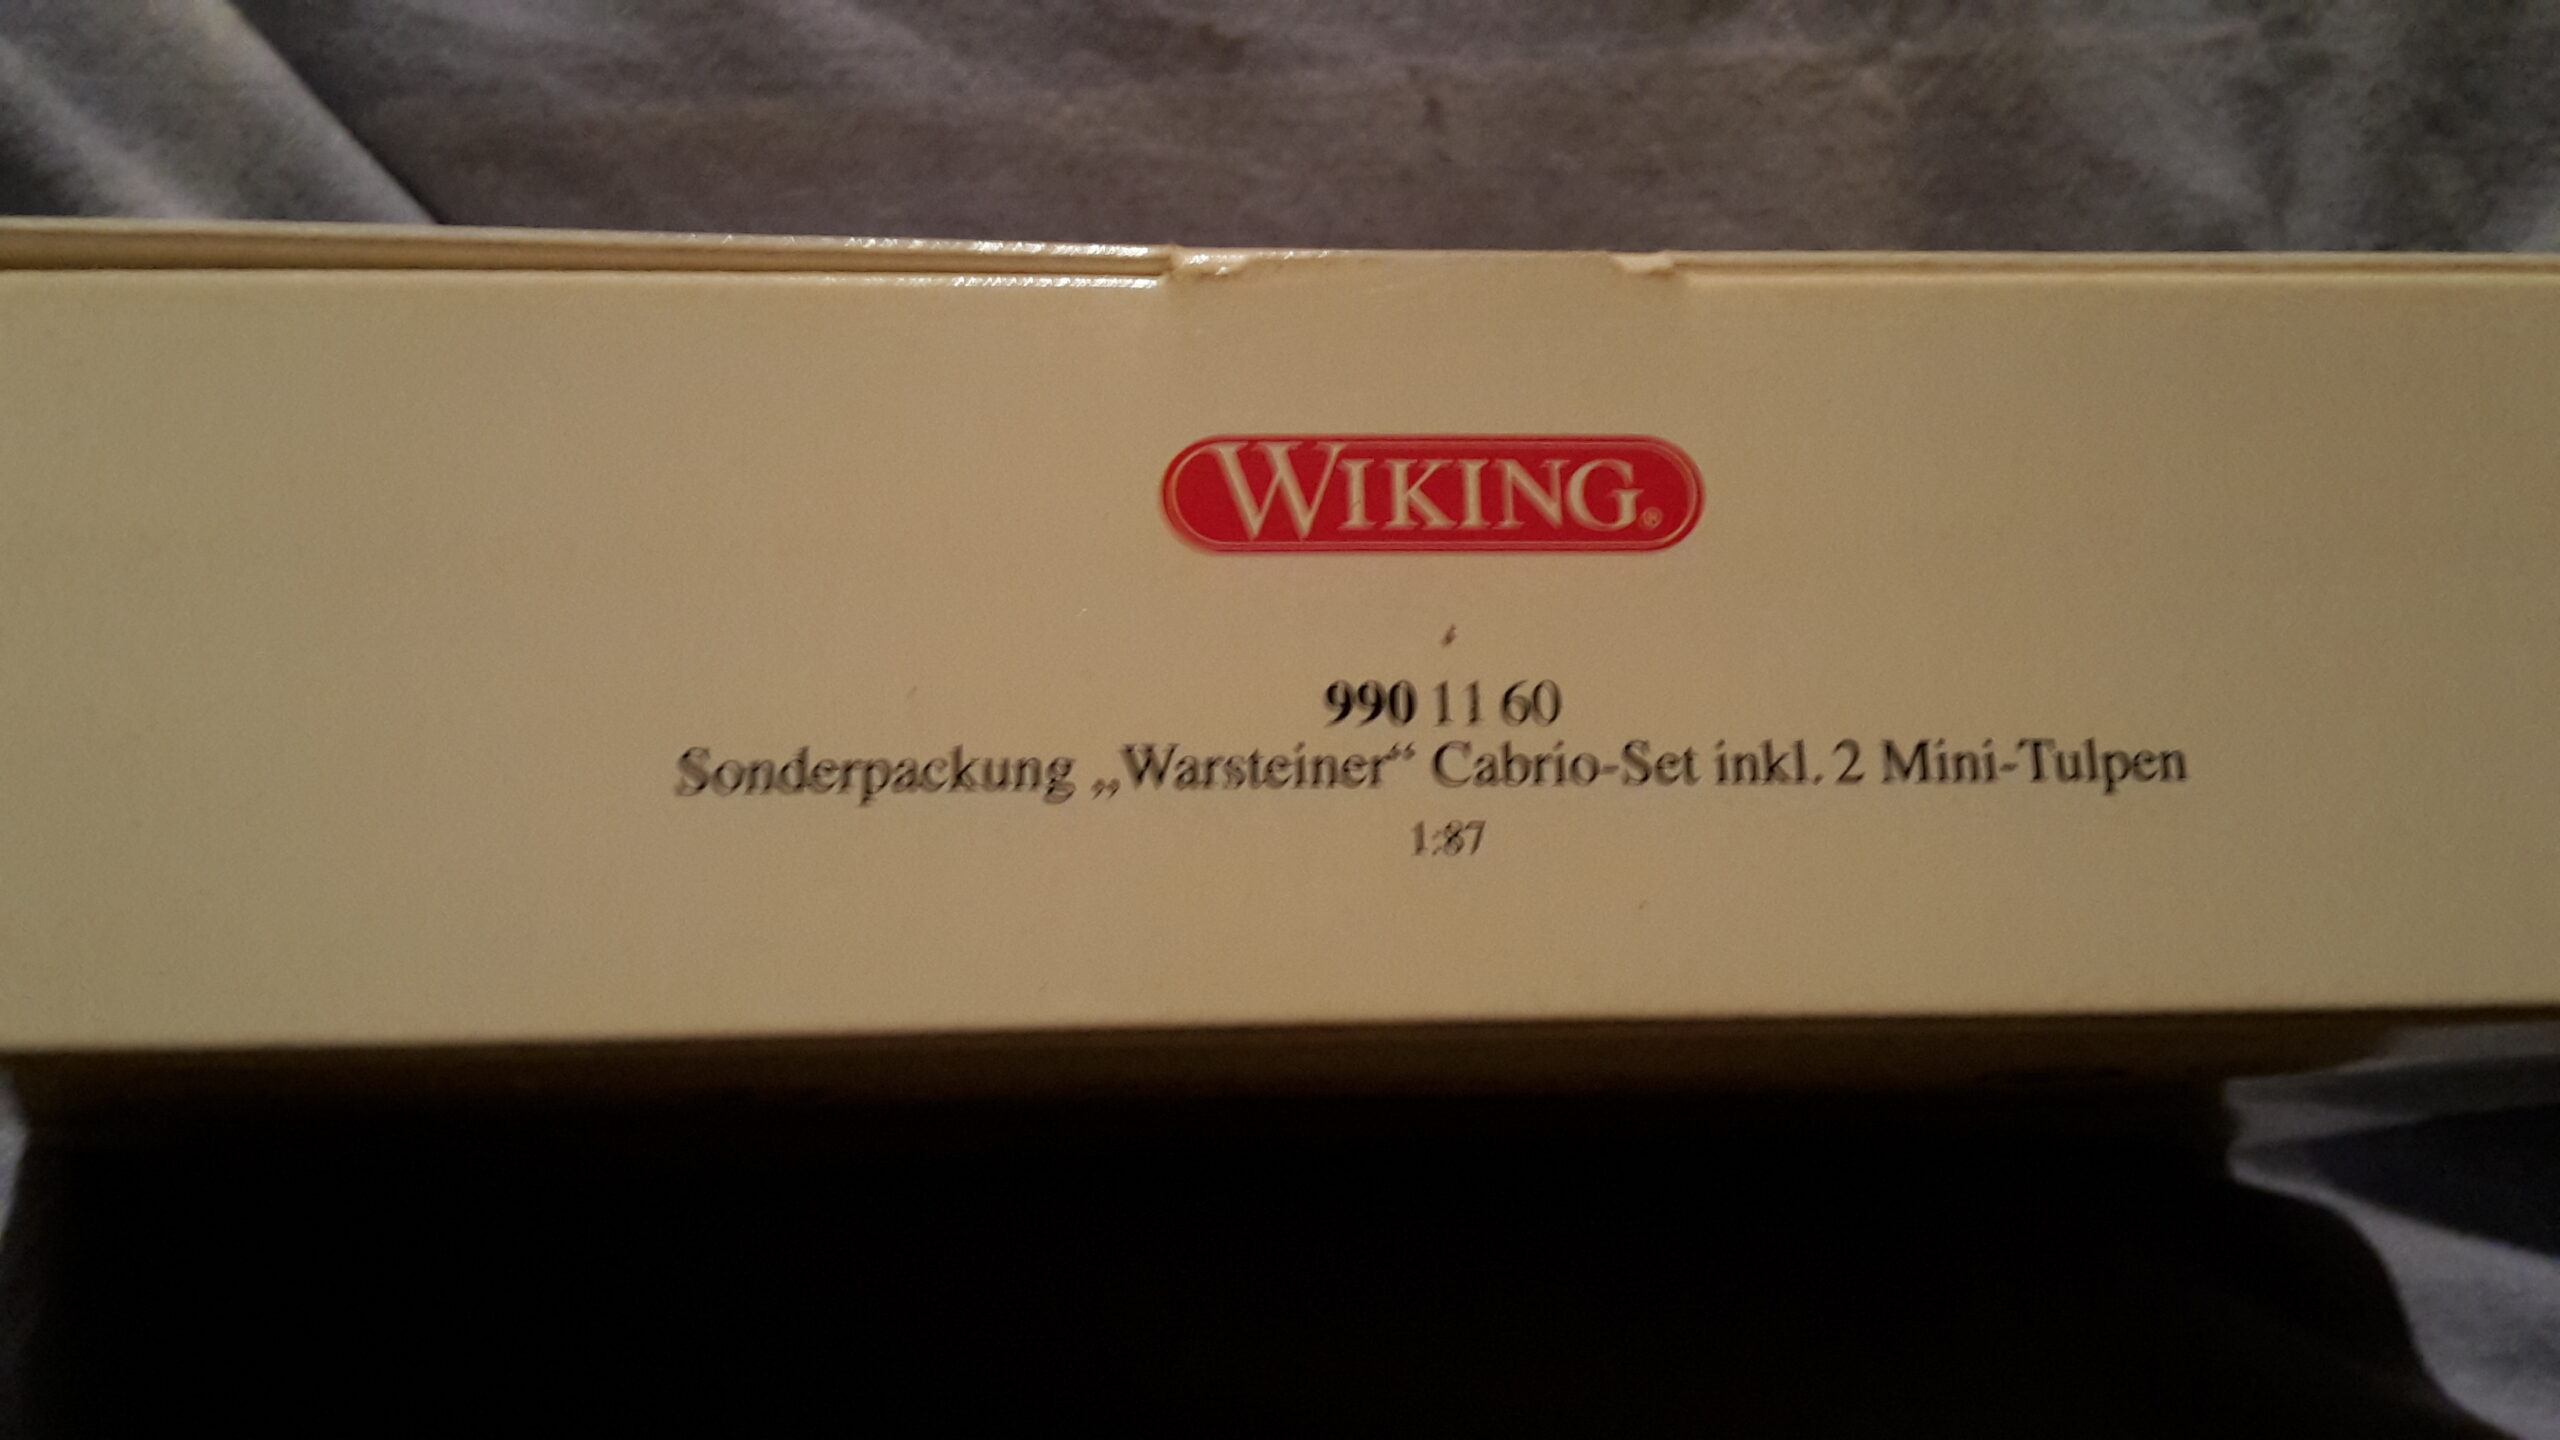 WIKING®
990 11 60
Sonderpackung „Warsteiner“ Cabrio-Set inkl. 2 Mini-Tulpen
1:87